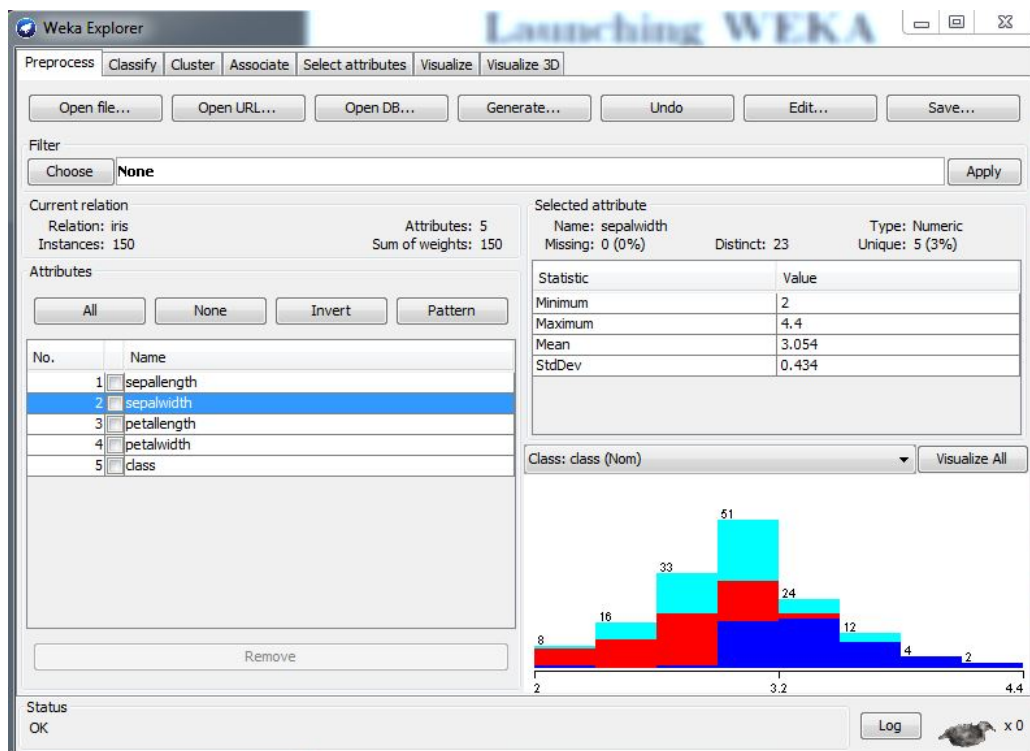 Launching WEKA
Weka Explorer
Preprocess Classify Cluster Associate Select attributes Visualize Visualize 3D
Open file... Open URL... Open DB... Generate... Undo Edit... Save...
Filter
Choose None Apply
Current relation
Relation: iris Attributes: 5
Instances: 150 Sum of weights: 150
Attributes
All None Invert Pattern
No. Name
1 sepallength
2 sepalwidth
3 petallength
4 petalwidth
5 class
Remove
Selected attribute
Name: sepalwidth Type: Numeric
Missing: 0 (0%) Distinct: 23 Unique: 5 (3%)
Statistic Value
Minimum 2
Maximum 4.4
Mean 3.054
StdDev 0.434
Class: class (Nom) Visualize All
8 16 33 51 24 12 4 2
2 3.2 4.4
Status
OK Log x 0